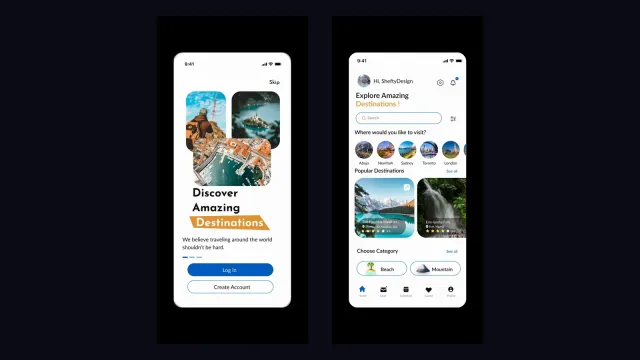 9:41
Skip
Discover
Amazing
Destinations
We believe traveling around the world
shouldn't be hard.
Log in
Create Account
9:41
Hi, SheftyDesign
Explore Amazing
Destinations !
Search
Where would you like to visit?
Abuja
NewYork
Sydney
Toronto
London
Popular Destinations
See all
Choose Category
See all
Beach
Mountain
Home
Profile